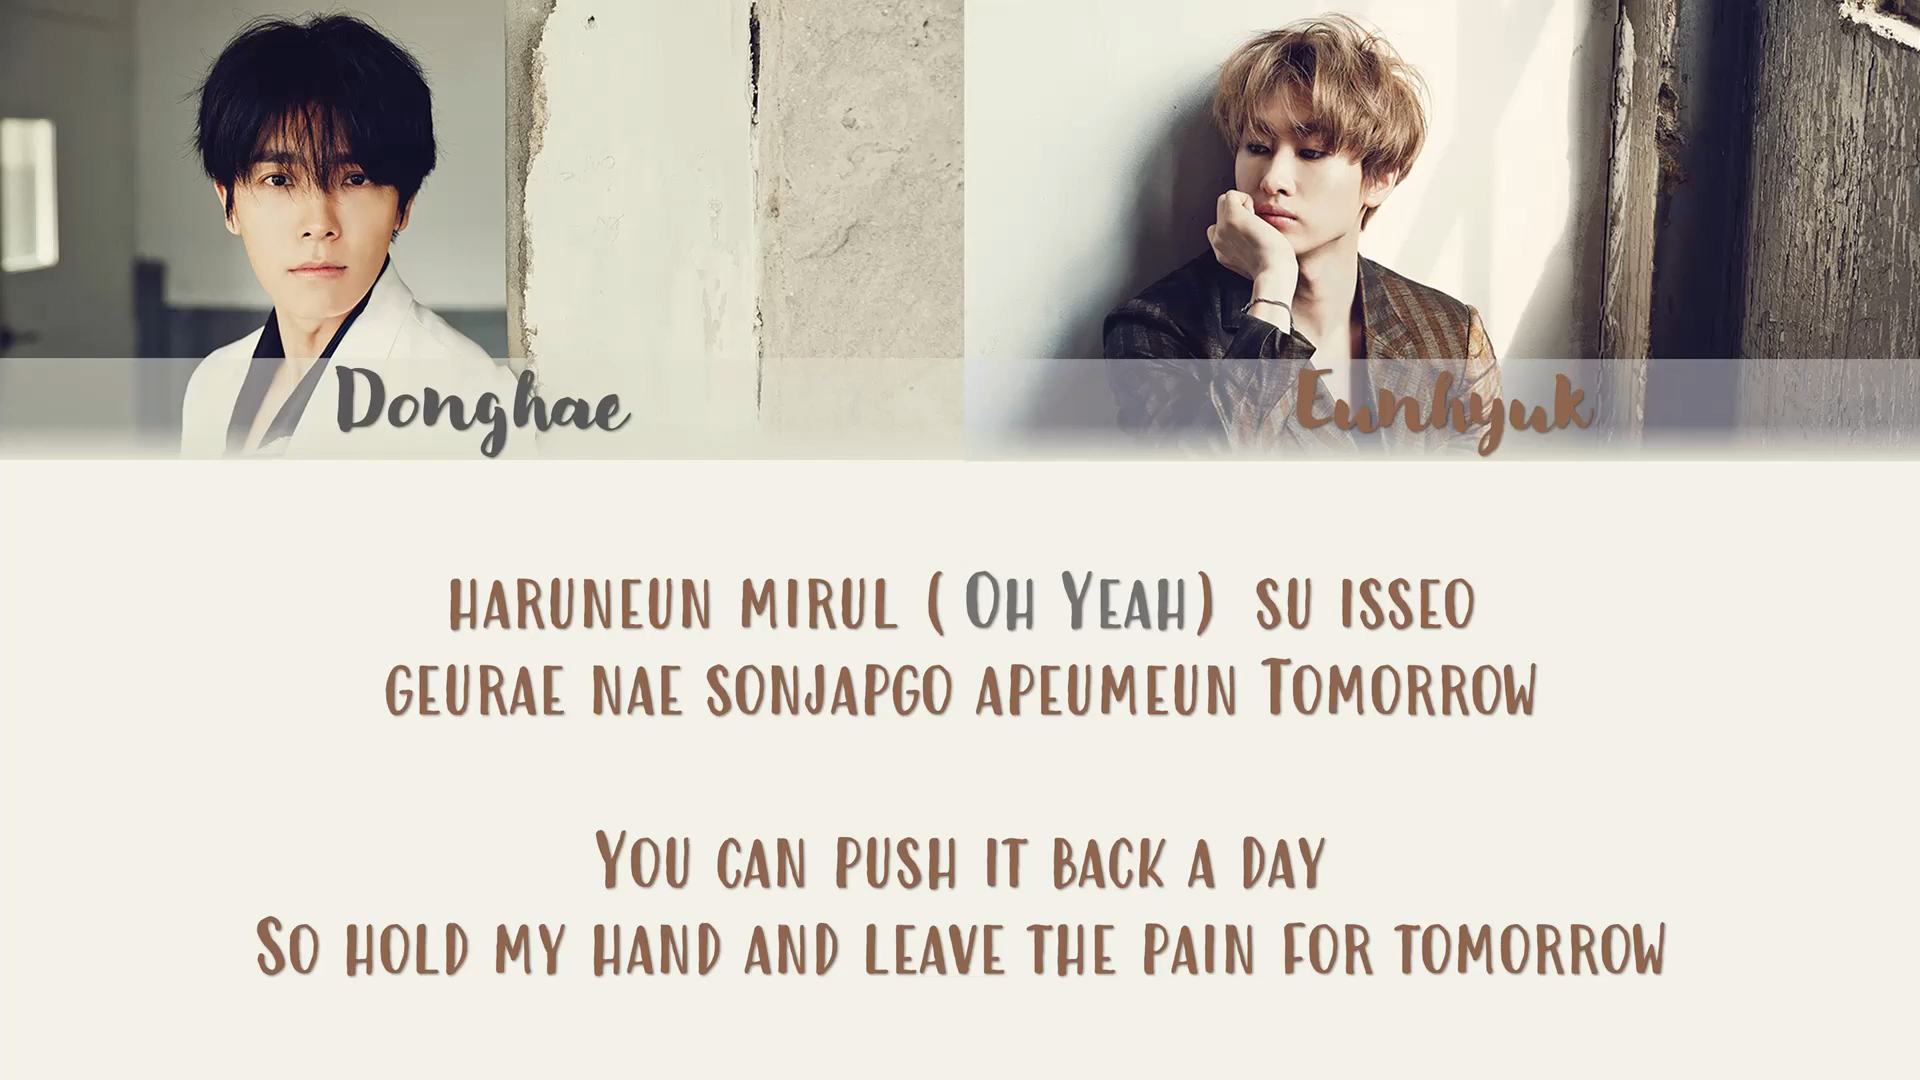 Donghae
Eunhyuk
HARUNEUN MIRUL ( OH YEAH) SU ISSEO
GEURAE NAE SONJAPGO APEUMEUN TOMORROW
YOU CAN PUSH IT BACK A DAY
SO HOLD MY HAND AND LEAVE THE PAIN FOR TOMORROW